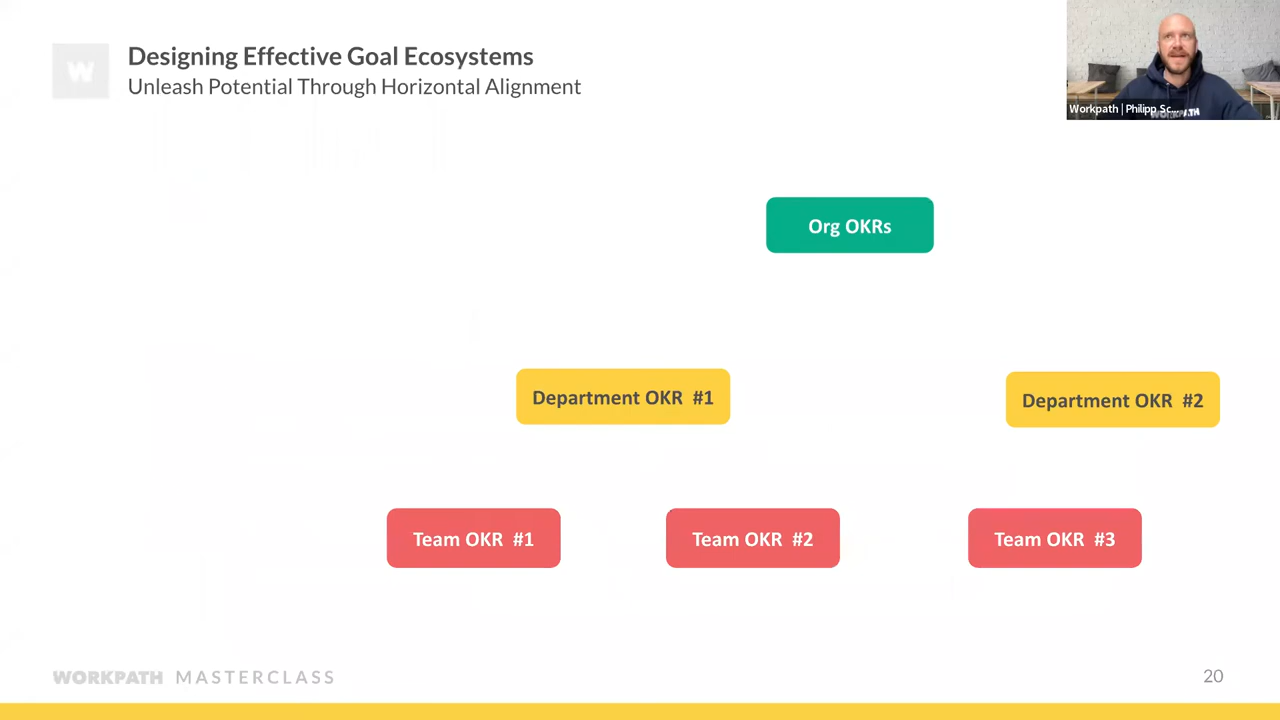 W
Designing Effective Goal Ecosystems
Unleash Potential Through Horizontal Alignment
Workpath | Philipp Sc...
WORKPATH
Org OKRs
Department OKR #1
Department OKR #2
Team OKR #1
Team OKR #2
Team OKR #3
WORKPATH MASTERCLASS
20